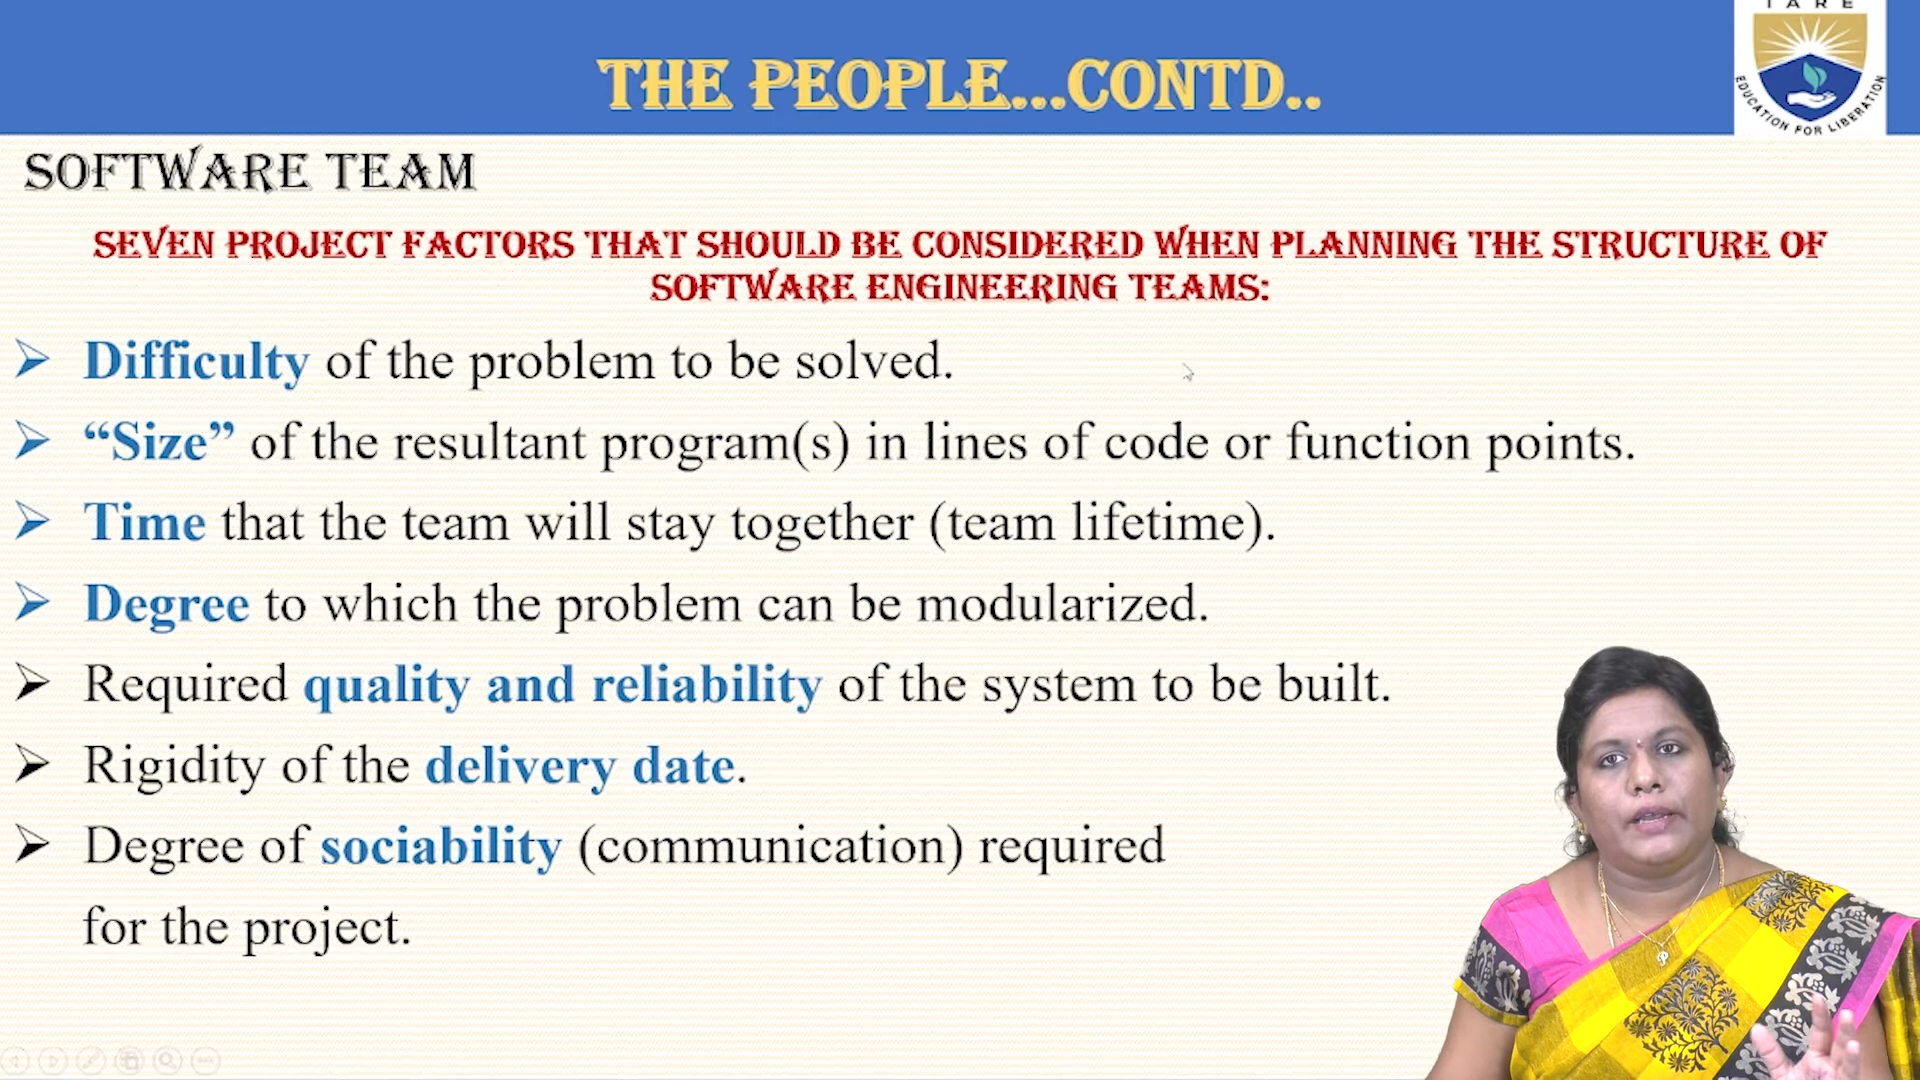 IARE
EDUCATION FOR LIBERATION
THE PEOPLE...CONTD..
SOFTWARE TEAM
SEVEN PROJECT FACTORS THAT SHOULD BE CONSIDERED WHEN PLANNING THE STRUCTURE OF
SOFTWARE ENGINEERING TEAMS:
➢ Difficulty of the problem to be solved.
➢ “Size” of the resultant program(s) in lines of code or function points.
➢ Time that the team will stay together (team lifetime).
➢ Degree to which the problem can be modularized.
➢ Required quality and reliability of the system to be built.
➢ Rigidity of the delivery date.
➢ Degree of sociability (communication) required
for the project.
P